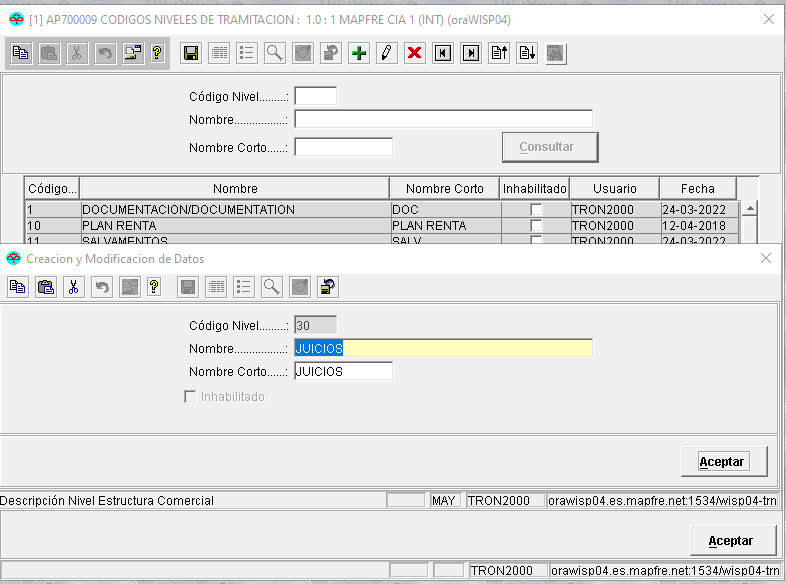 [1] AP700009 CODIGOS NIVELES DE TRAMITACION : 1.0 : 1 MAPFRE CIA 1 (INT) (oraWISP04)
Código Nivel.........:
Nombre................:
Nombre Corto......:
Consultar
Código... Nombre Nombre Corto Inhabilitado Usuario Fecha
1 DOCUMENTACION/DOCUMENTATION DOC TRON2000 24-03-2022
10 PLAN RENTA PLAN RENTA TRON2000 12-04-2018
11 SALVAMENTOS SALV TRON2000 24-03-2022
Creacion y Modificacion de Datos
Código Nivel.........: 30
Nombre................: JUICIOS
Nombre Corto......: JUICIOS
Inhabilitado
Aceptar
Descripción Nivel Estructura Comercial MAY TRON2000 orawisp04.es.mapfre.net:1534/wisp04-trn
Aceptar
TRON2000 orawisp04.es.mapfre.net:1534/wisp04-trn